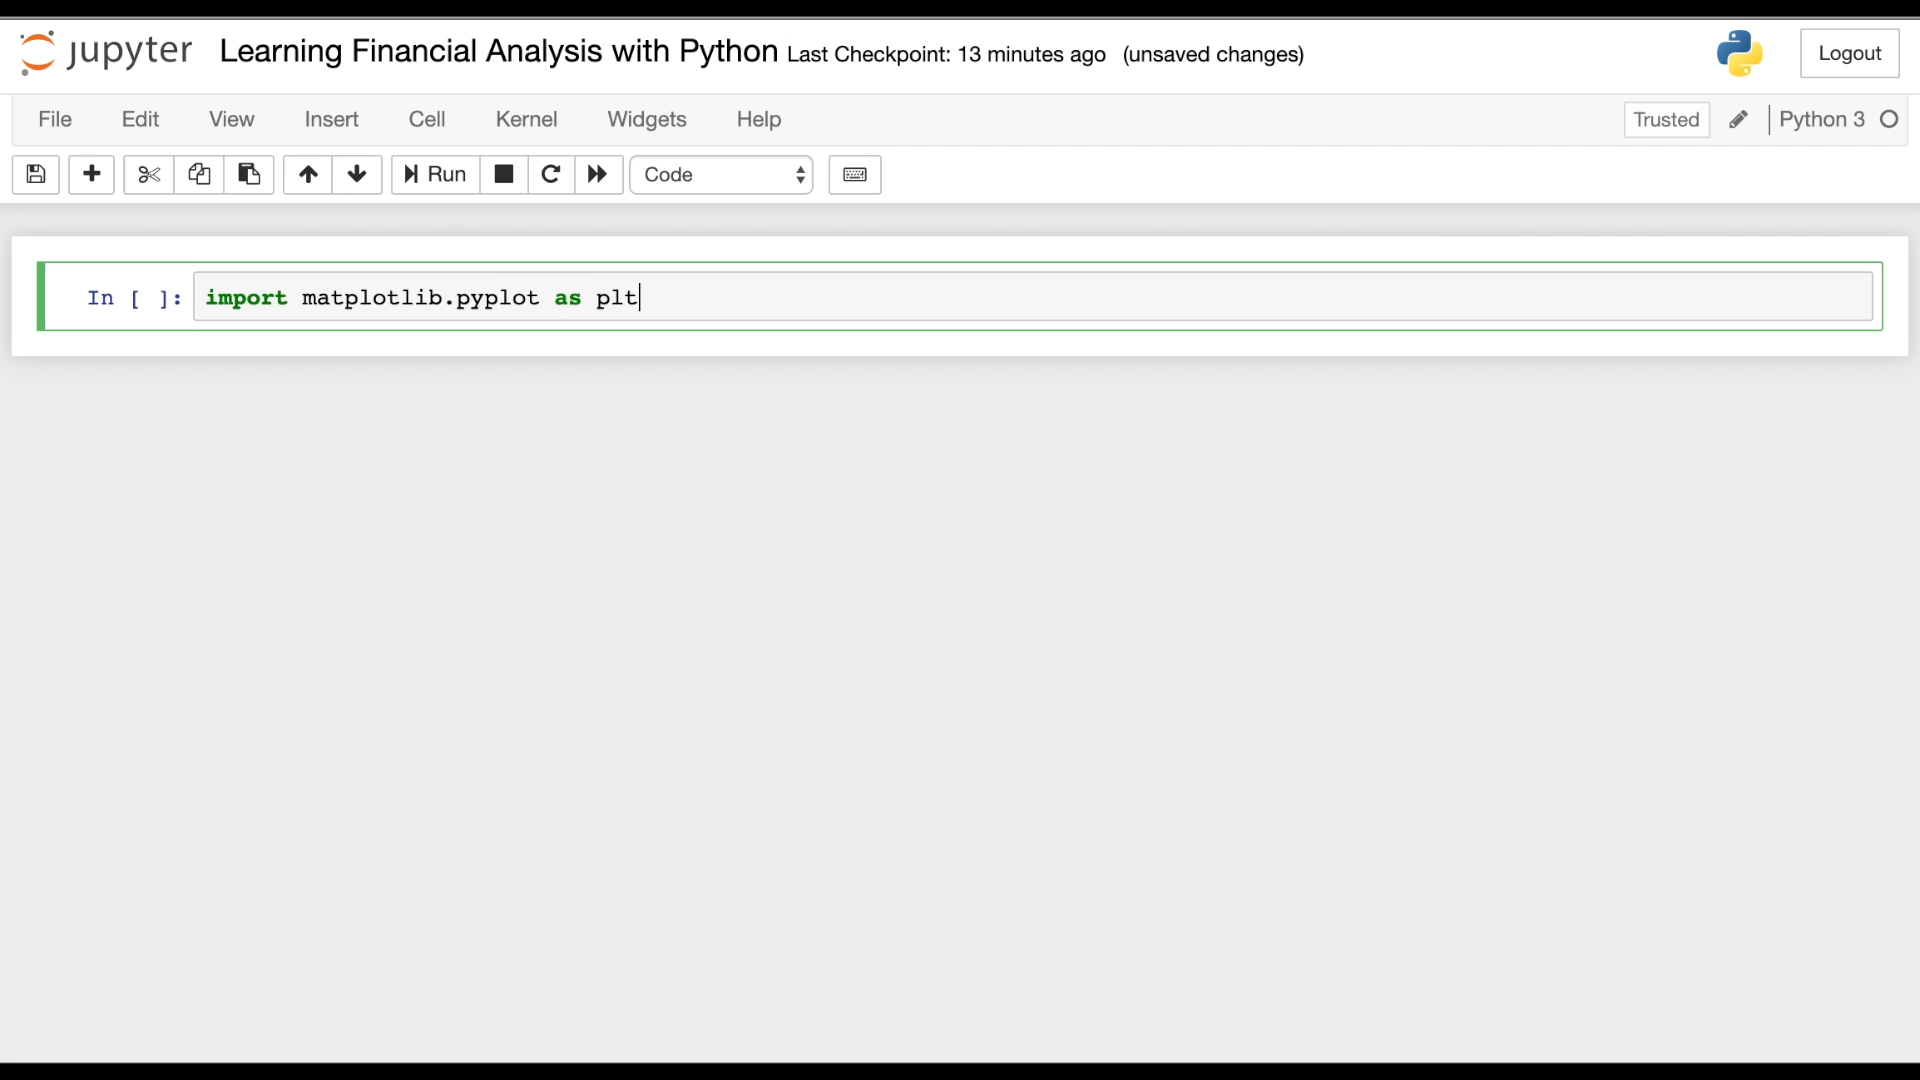 jupyter Learning Financial Analysis with Python Last Checkpoint: 13 minutes ago (unsaved changes) Logout
File Edit View Insert Cell Kernel Widgets Help Trusted Python 3
Run Code
In [ ]: import matplotlib.pyplot as plt